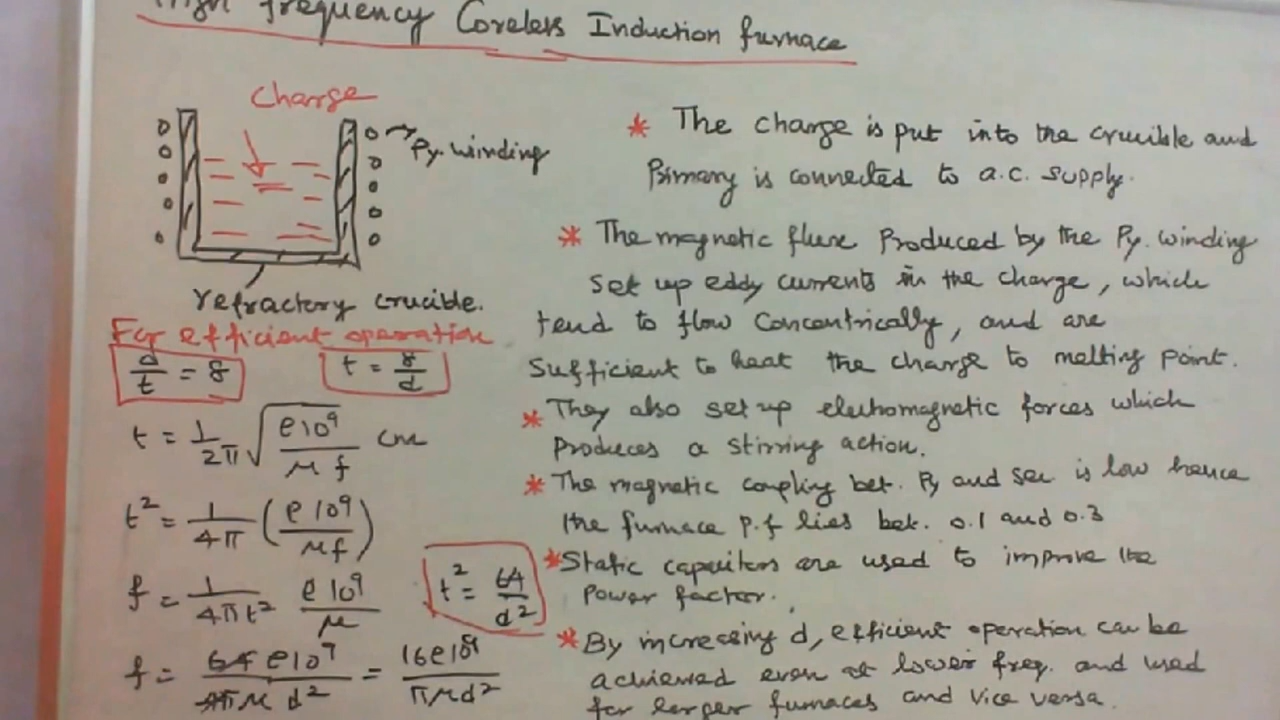 High frequency Coreless Induction furnace
Charge
Py. winding
refractory crucible.
For efficient operation
d/t = 8
t = 8/d
t = 1/2π √(ρ10⁹/μf) cm
t² = 1/4π (ρ10⁹/μf)
f = 1/4πt² ρ10⁹/μ
t² = 64/d²
f = 64ρ10⁹/4πμd² = 16ρ10⁹/πμd²
* The charge is put into the crucible and
Primary is connected to a.c. supply.
* The magnetic flux Produced by the Py. winding
set up eddy currents in the charge, which
tend to flow concentrically, and are
sufficient to heat the charge to melting point.
* They also set up electromagnetic forces which
produces a stirring action.
* The magnetic coupling bet. Py and sec is low hence
the furnace p.f lies bet. 0.1 and 0.3
* Static capacitors are used to improve the
Power factor.
* By increasing d, efficient operation can be
achieved even at lower freq. and used
for larger furnaces and vice versa.